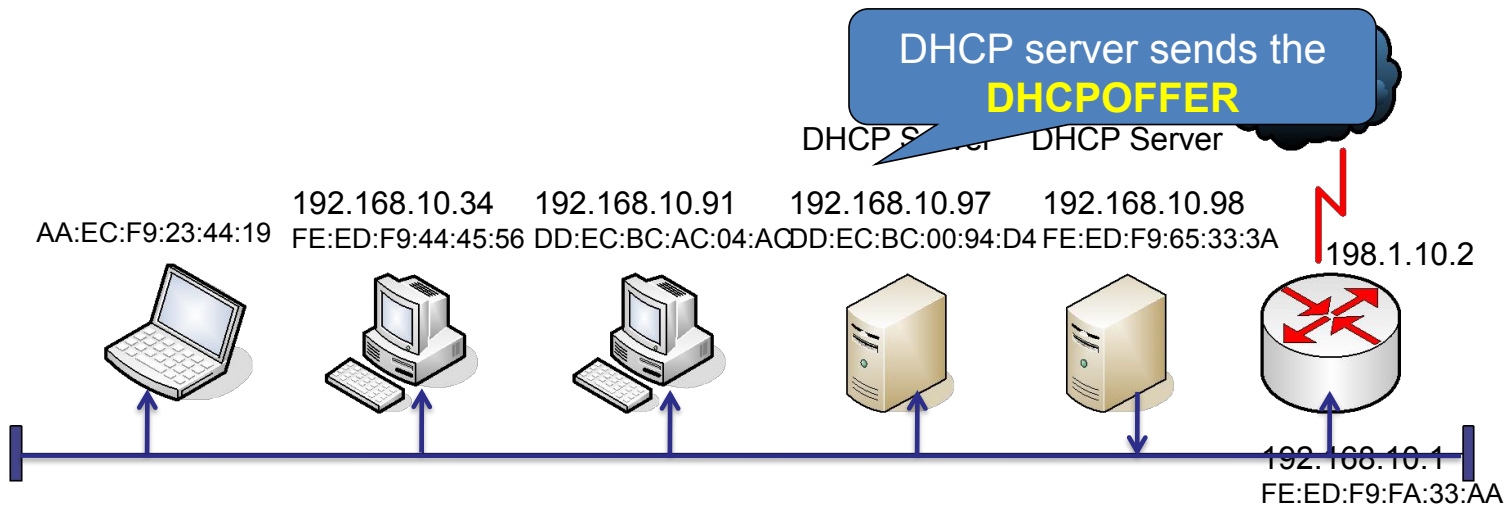 DHCP server sends the
DHCPOFFER
DHCP DHCP Server
192.168.10.34 192.168.10.91 192.168.10.97 192.168.10.98
AA:EC:F9:23:44:19 FE:ED:F9:44:45:56 DD:EC:BC:AC:04:AC DD:EC:BC:00:94:D4 FE:ED:F9:65:33:3A
198.1.10.2
192.168.10.1
FE:ED:F9:FA:33:AA